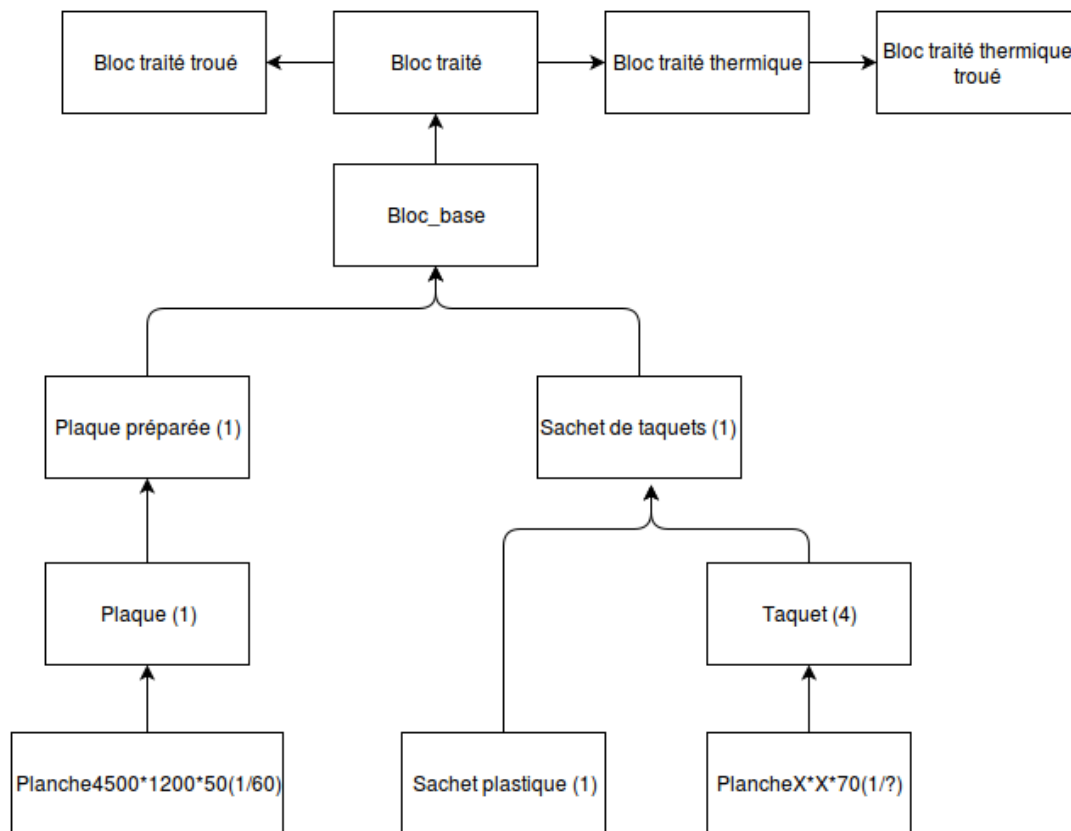 Bloc traité troué
Bloc traité
Bloc traité thermique
Bloc traité thermique
troué
Bloc_base
Plaque préparée (1)
Sachet de taquets (1)
Plaque (1)
Taquet (4)
Planche4500*1200*50(1/60)
Sachet plastique (1)
PlancheX*X*70(1/?)